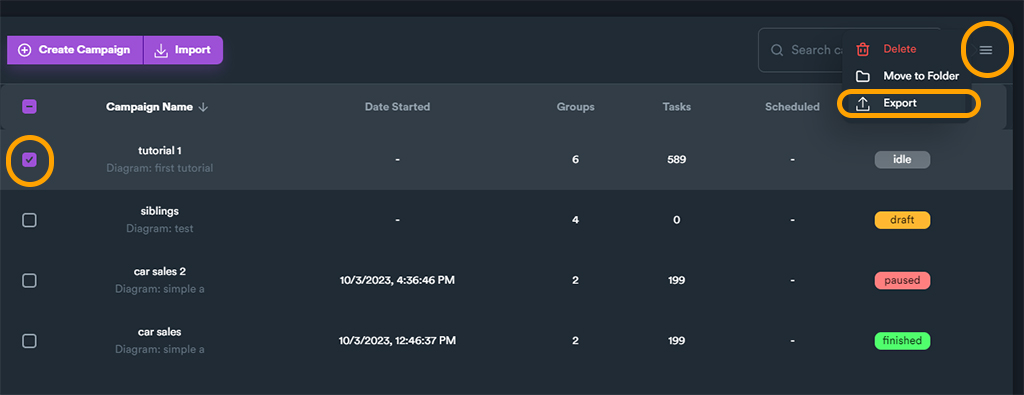 Create Campaign Import Search ca Delete
Move to Folder
Export
Campaign Name Date Started Groups Tasks Scheduled
tutorial 1 - 6 589 - idle
Diagram: first tutorial
siblings - 4 0 - draft
Diagram: test
car sales 2 10/3/2023, 4:36:46 PM 2 199 - paused
Diagram: simple a
car sales 10/3/2023, 12:46:37 PM 2 199 - finished
Diagram: simple a